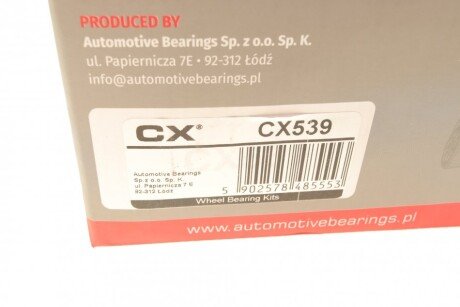 PRODUCED BY
Automotive Bearings Sp. z o.o. Sp. K.
ul. Papiernicza 7E • 92-312 Łódź
info@automotivebearings.pl
CX® CX539
Automotive Bearings
Sp.z o.o. Sp. K.
ul. Papiernicza 7 E
92-312 Łódź
5 902578 485553
Wheel Bearing Kits
www.automotivebearings.pl